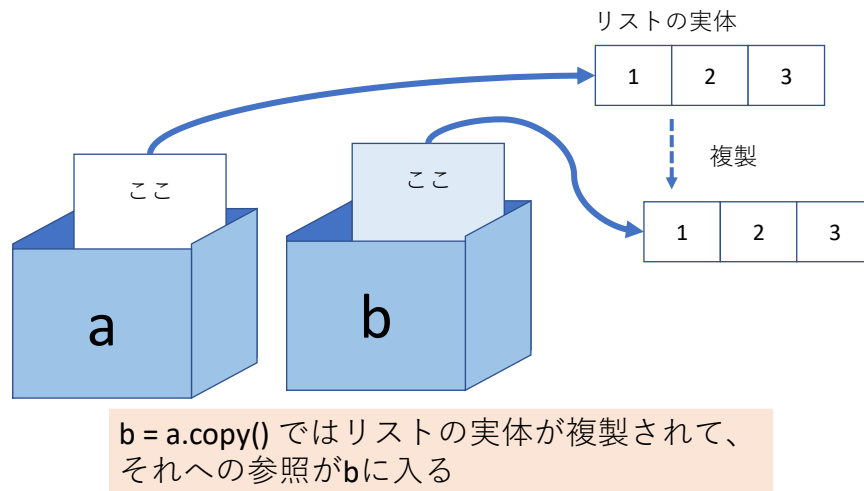 リストの実体
1 2 3
複製
ここ
ここ
1 2 3
a
b
b = a.copy() ではリストの実体が複製されて、
それへの参照がbに入る